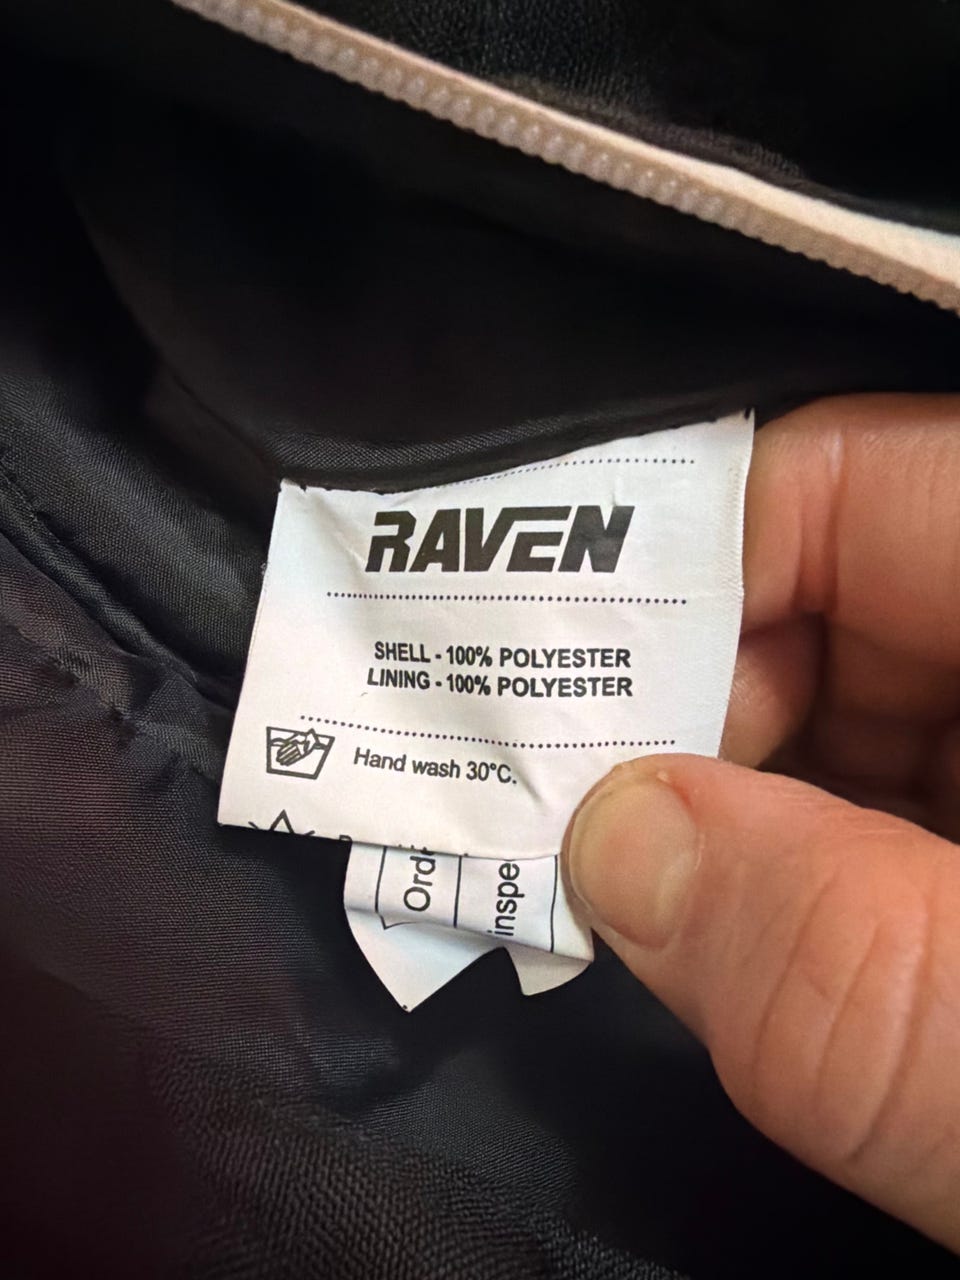 RAVEN
SHELL - 100% POLYESTER
LINING - 100% POLYESTER
Hand wash 30°C.